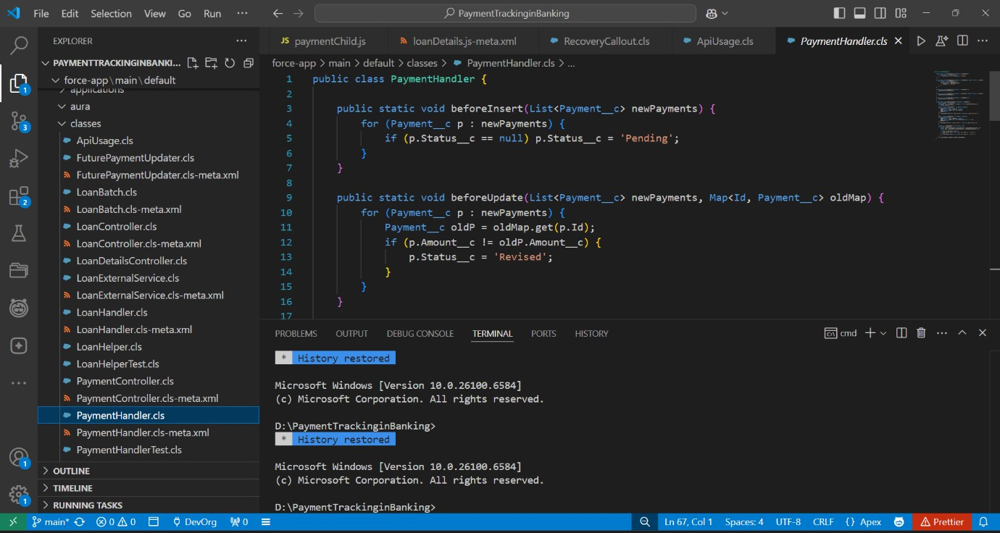 File Edit Selection View Go Run ··· PaymentTrackinginBanking
EXPLORER ···
PAYMENTTRACKINGINBANKI...
force-app\main\default
applications
aura
classes
ApiUsage.cls
FuturePaymentUpdater.cls
FuturePaymentUpdater.cls-meta.xml
LoanBatch.cls
LoanBatch.cls-meta.xml
LoanController.cls
LoanController.cls-meta.xml
LoanDetailsController.cls
LoanExternalService.cls
LoanExternalService.cls-meta.xml
LoanHandler.cls
LoanHandler.cls-meta.xml
LoanHelper.cls
LoanHelperTest.cls
PaymentController.cls
PaymentController.cls-meta.xml
PaymentHandler.cls
PaymentHandler.cls-meta.xml
PaymentHandlerTest.cls
OUTLINE
TIMELINE
RUNNING TASKS
1
3
2
1
1
JS paymentChild.js loanDetails.js-meta.xml RecoveryCallout.cls ApiUsage.cls PaymentHandler.cls
force-app > main > default > classes > PaymentHandler.cls > ...
1 public class PaymentHandler {
2
3 public static void beforeInsert(List<Payment__c> newPayments) {
4 for (Payment__c p : newPayments) {
5 if (p.Status__c == null) p.Status__c = 'Pending';
6 }
7 }
8
9 public static void beforeUpdate(List<Payment__c> newPayments, Map<Id, Payment__c> oldMap) {
10 for (Payment__c p : newPayments) {
11 Payment__c oldP = oldMap.get(p.Id);
12 if (p.Amount__c != oldP.Amount__c) {
13 p.Status__c = 'Revised';
14 }
15 }
16 }
17
PROBLEMS OUTPUT DEBUG CONSOLE TERMINAL PORTS HISTORY cmd
* History restored
Microsoft Windows [Version 10.0.26100.6584]
(c) Microsoft Corporation. All rights reserved.
D:\PaymentTrackinginBanking>
* History restored
Microsoft Windows [Version 10.0.26100.6584]
(c) Microsoft Corporation. All rights reserved.
D:\PaymentTrackinginBanking>
main* 0 0 DevOrg 0 Ln 67, Col 1 Spaces: 4 UTF-8 CRLF {} Apex Prettier